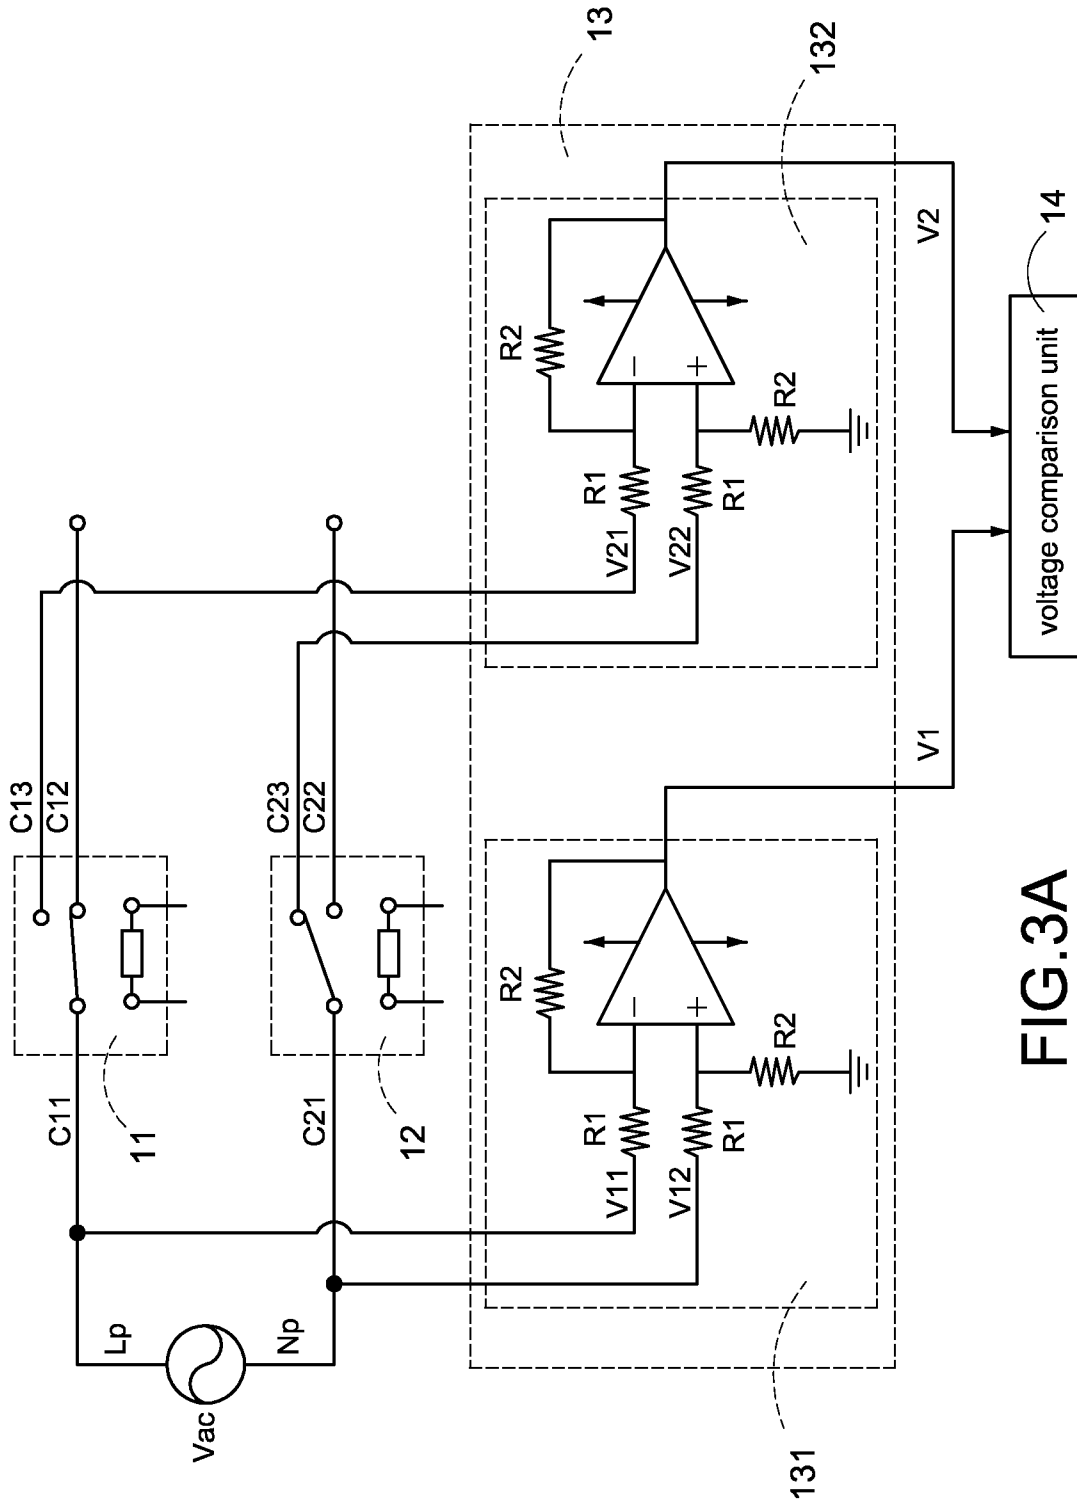 Vac
Lp
Np
C11
11
C13
C12
C21
12
C23
C22
13
131
V11
V12
R1
R1
R2
R2
132
V21
V22
R1
R1
R2
R2
V1
V2
voltage comparison unit
14
FIG.3A